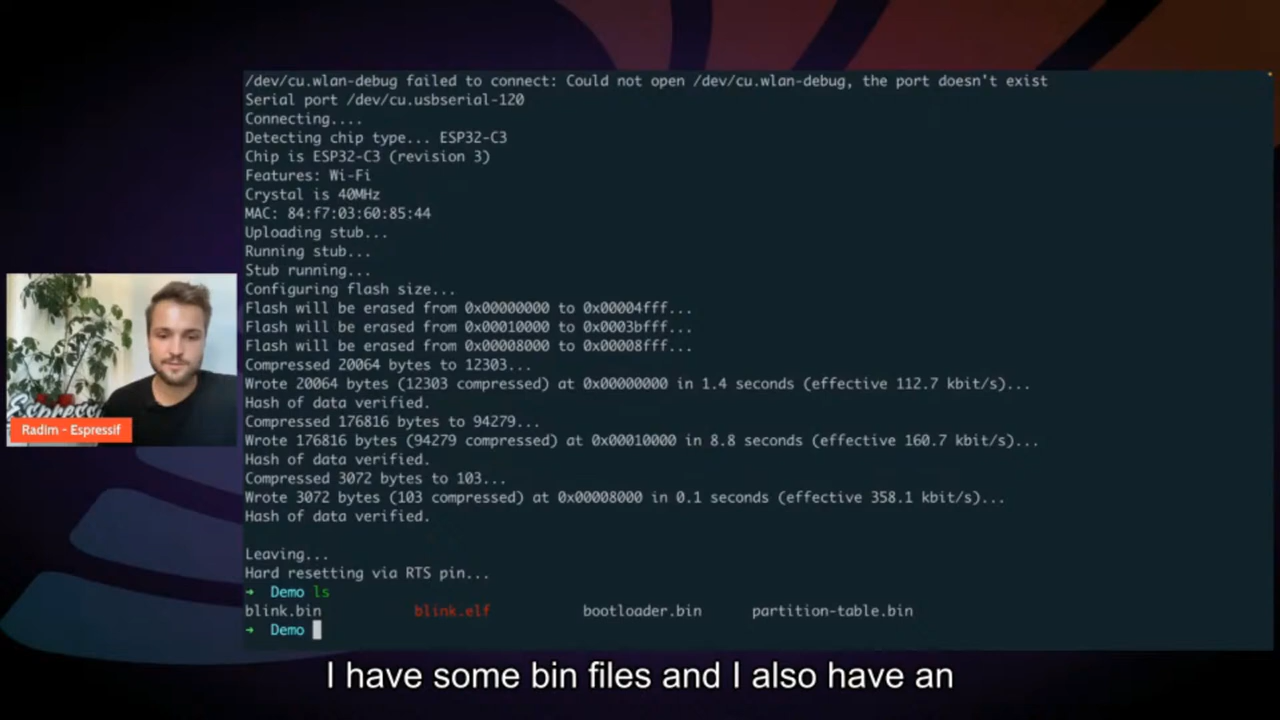 /dev/cu.wlan-debug failed to connect: Could not open /dev/cu.wlan-debug, the port doesn't exist
Serial port /dev/cu.usbserial-120
Connecting....
Detecting chip type... ESP32-C3
Chip is ESP32-C3 (revision 3)
Features: Wi-Fi
Crystal is 40MHz
MAC: 84:f7:03:60:85:44
Uploading stub...
Running stub...
Stub running...
Configuring flash size...
Flash will be erased from 0x00000000 to 0x00004fff...
Flash will be erased from 0x00010000 to 0x0003bfff...
Flash will be erased from 0x00008000 to 0x00008fff...
Compressed 20064 bytes to 12303...
Wrote 20064 bytes (12303 compressed) at 0x00000000 in 1.4 seconds (effective 112.7 kbit/s)...
Hash of data verified.
Compressed 176816 bytes to 94279...
Wrote 176816 bytes (94279 compressed) at 0x00010000 in 8.8 seconds (effective 160.7 kbit/s)...
Hash of data verified.
Compressed 3072 bytes to 103...
Wrote 3072 bytes (103 compressed) at 0x00008000 in 0.1 seconds (effective 358.1 kbit/s)...
Hash of data verified.
Leaving...
Hard resetting via RTS pin...
→ Demo ls
blink.bin blink.elf bootloader.bin partition-table.bin
→ Demo
Espress
Radim - Espressif
I have some bin files and I also have an